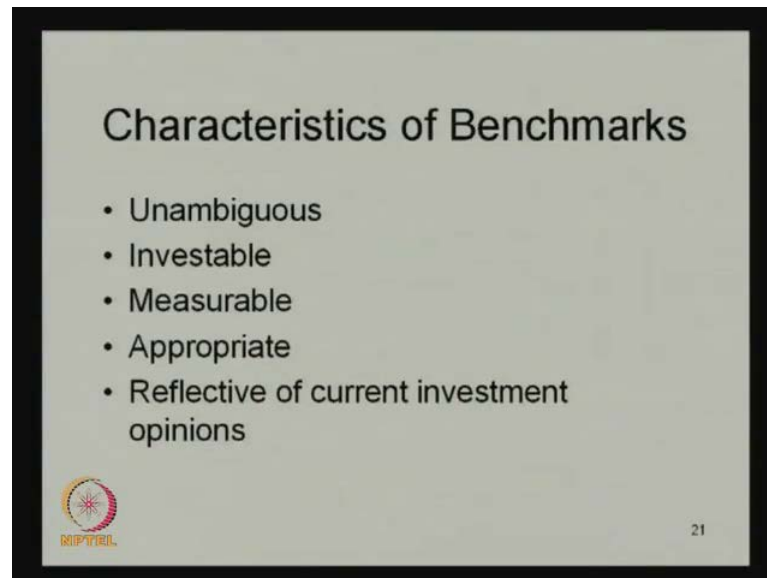 Characteristics of Benchmarks
• Unambiguous
• Investable
• Measurable
• Appropriate
• Reflective of current investment
opinions
NPTEL
21